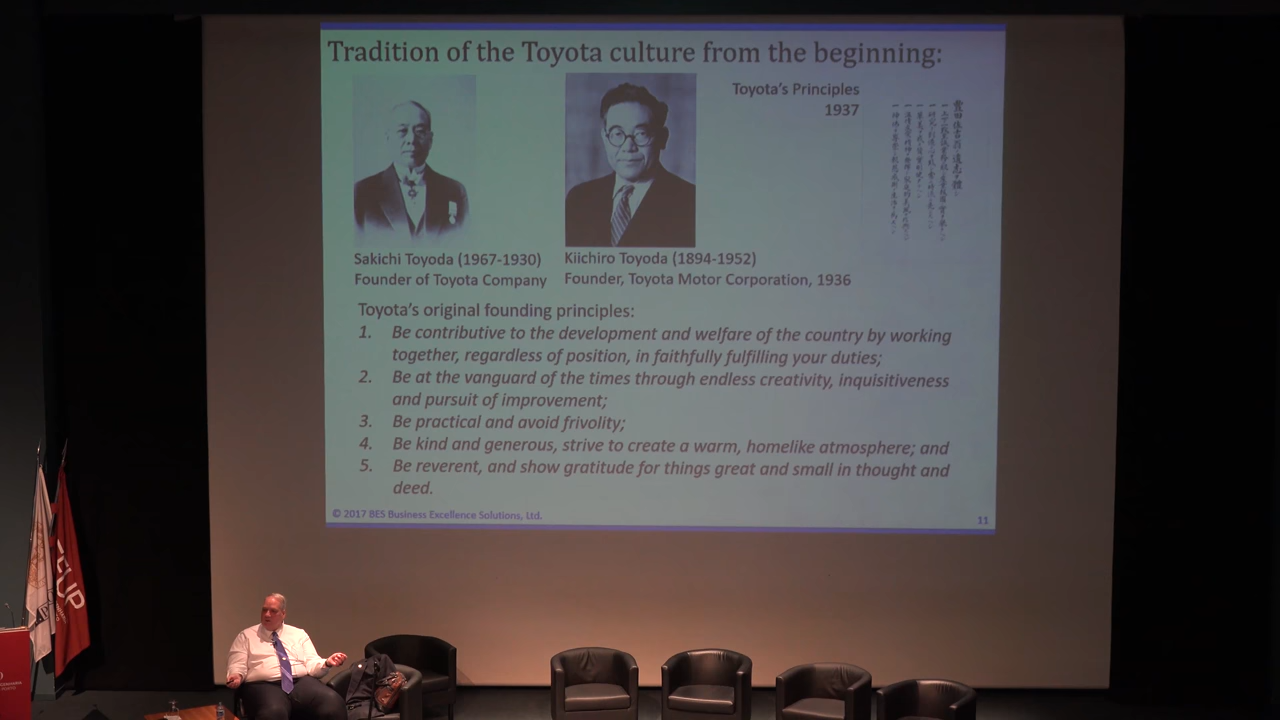 Tradition of the Toyota culture from the beginning:
Toyota's Principles
1937
Sakichi Toyoda (1967-1930)
Founder of Toyota Company
Kiichiro Toyoda (1894-1952)
Founder, Toyota Motor Corporation, 1936
Toyota's original founding principles:
1. Be contributive to the development and welfare of the country by working
together, regardless of position, in faithfully fulfilling your duties;
2. Be at the vanguard of the times through endless creativity, inquisitiveness
and pursuit of improvement;
3. Be practical and avoid frivolity;
4. Be kind and generous, strive to create a warm, homelike atmosphere; and
5. Be reverent, and show gratitude for things great and small in thought and
deed.
© 2017 BES Business Excellence Solutions, Ltd.
11
FEUP